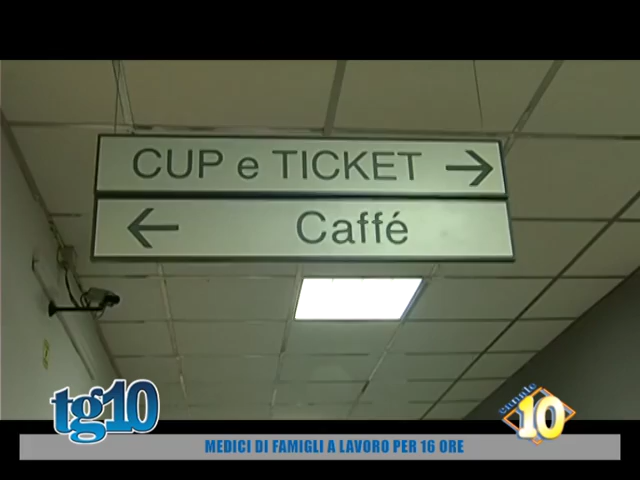 CUP e TICKET →
← Caffé
tg10
canale
10
MEDICI DI FAMIGLI A LAVORO PER 16 ORE